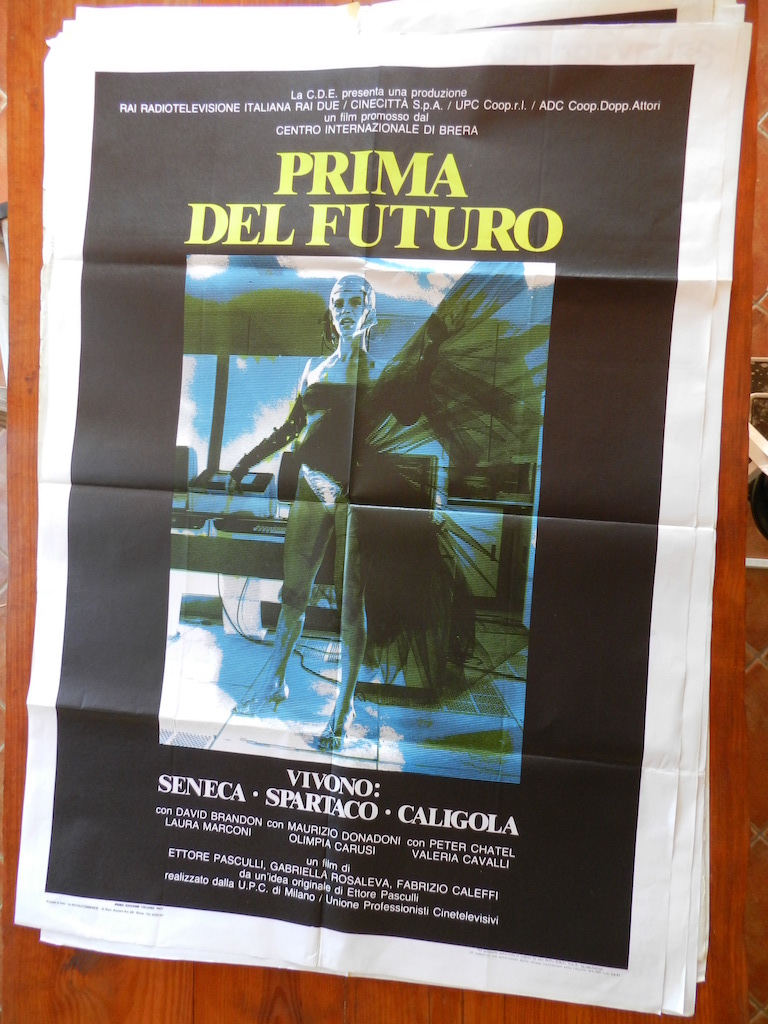 La C.D.E. presenta una produzione
RAI RADIOTELEVISIONE ITALIANA RAI DUE / CINECITTÀ S.p.A. / UPC Coop.r.l. / ADC Coop.Dopp.Attori
un film promosso dal
CENTRO INTERNAZIONALE DI BRERA
PRIMA
DEL FUTURO
VIVONO:
SENECA · SPARTACO · CALIGOLA
con DAVID BRANDON con MAURIZIO DONADONI con PETER CHATEL
LAURA MARCONI OLIMPIA CARUSI VALERIA CAVALLI
un film di
ETTORE PASCULLI, GABRIELLA ROSALEVA, FABRIZIO CALEFFI
da un'idea originale di Ettore Pasculli
realizzato dalla U.P.C. di Milano / Unione Professionisti Cinetelevisivi